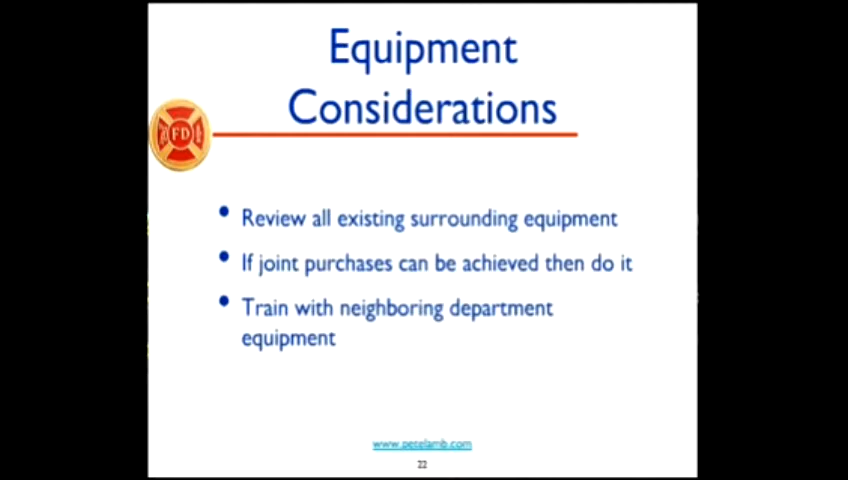 Equipment
Considerations
FD
• Review all existing surrounding equipment
• If joint purchases can be achieved then do it
• Train with neighboring department
equipment
www.petelamb.com
22